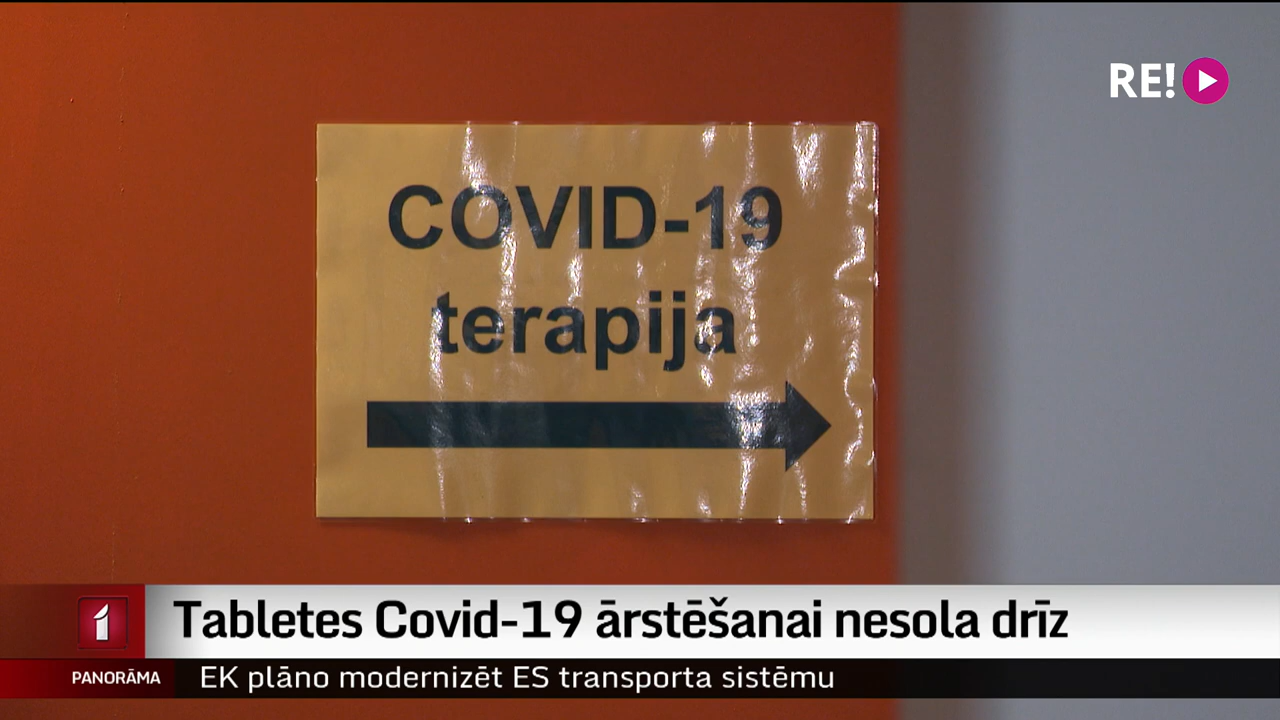 RE!
COVID-19
terapija
1
Tabletes Covid-19 ārstēšanai nesola drīz
PANORĀMA
EK plāno modernizēt ES transporta sistēmu